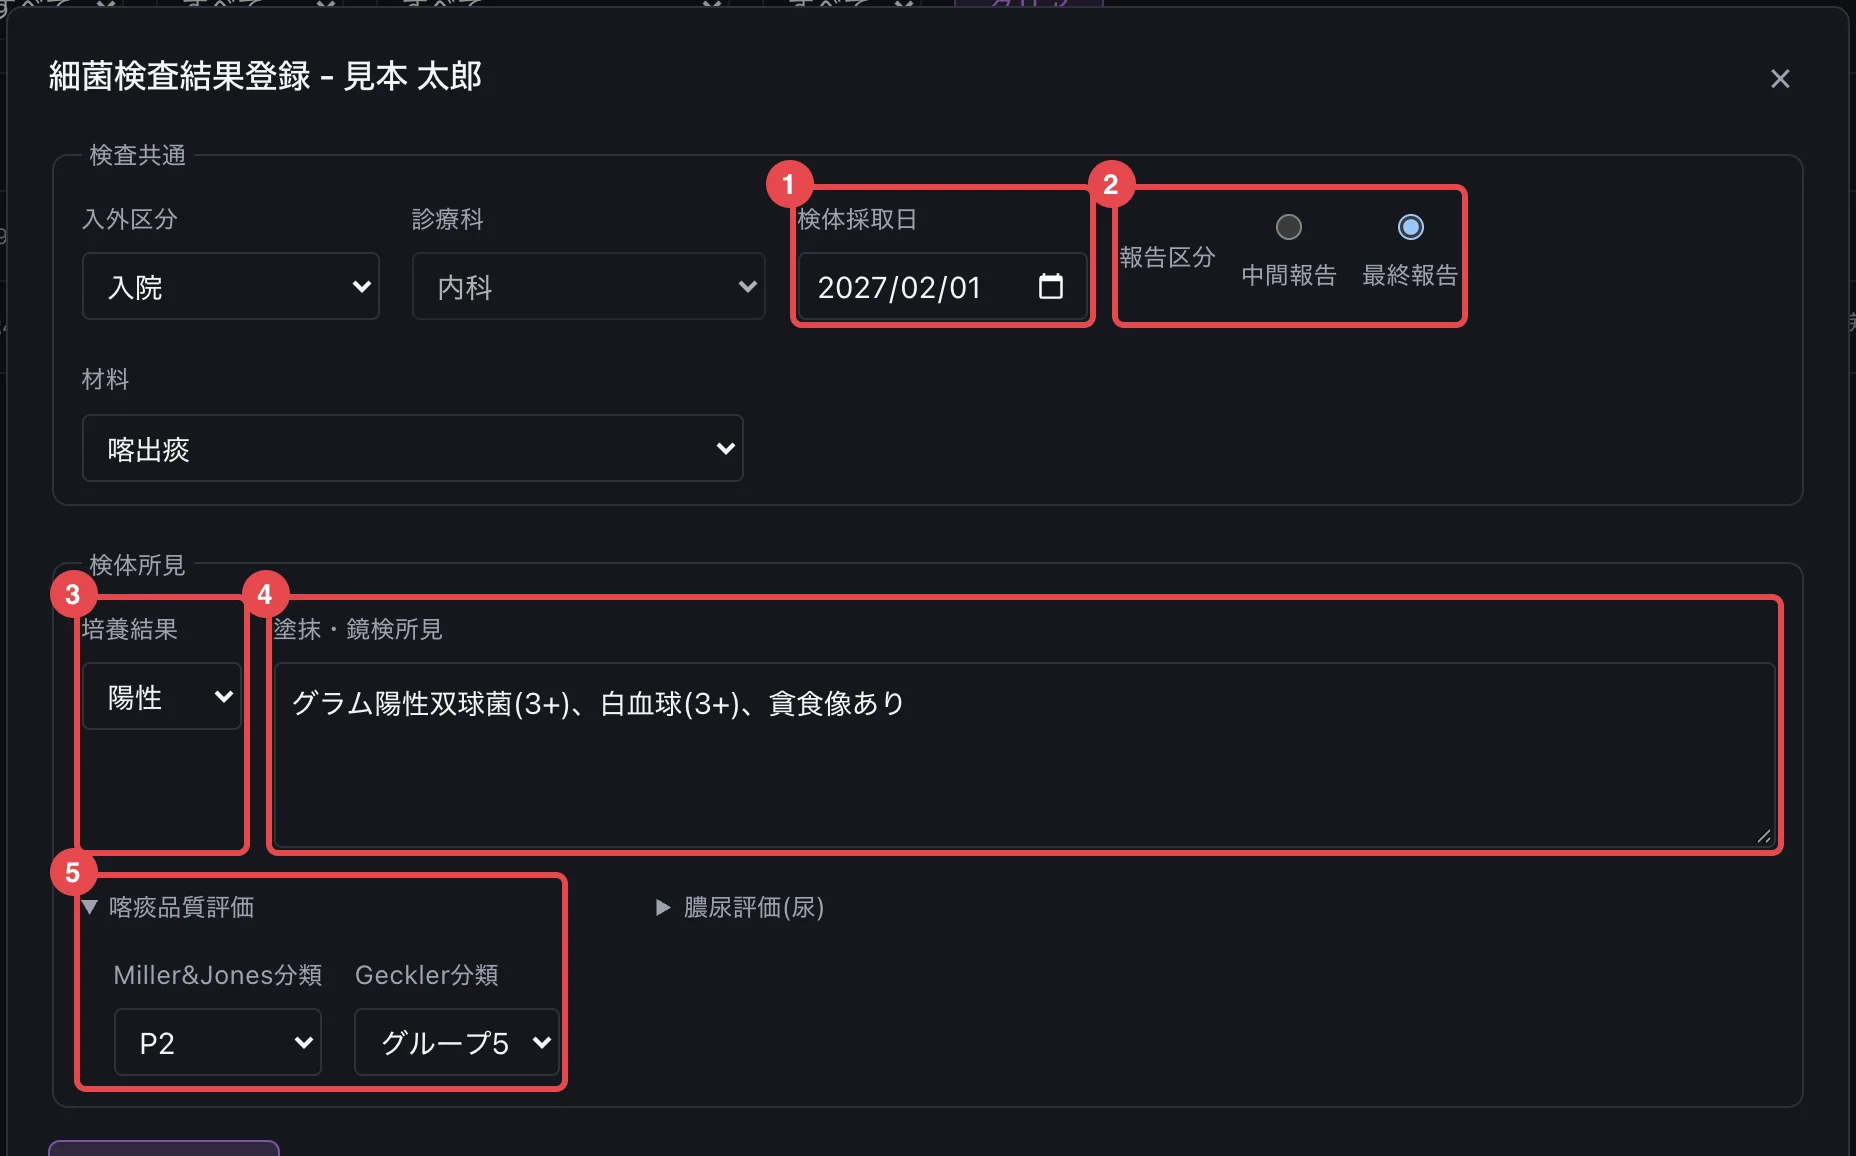 細菌検査結果登録 - 見本 太郎
×
検査共通
入外区分
診療科
1
検体採取日
2
報告区分
中間報告
最終報告
入院
内科
2027/02/01
材料
喀出痰
検体所見
3
培養結果
4
塗抹・鏡検所見
陽性
グラム陽性双球菌(3+)、白血球(3+)、貪食像あり
5
▼ 喀痰品質評価
▶ 膿尿評価(尿)
Miller&Jones分類
Geckler分類
P2
グループ5